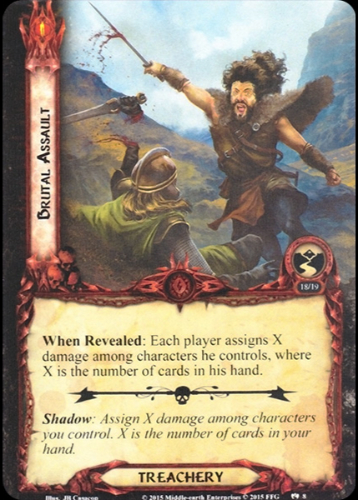 BRUTAL ASSAULT
18/19
When Revealed: Each player assigns X
damage among characters he controls, where
X is the number of cards in his hand.
Shadow: Assign X damage among characters
you control. X is the number of cards in your
hand.
TREACHERY
Illus.
© 2015 Middle-earth Enterprises © 2015 FFG